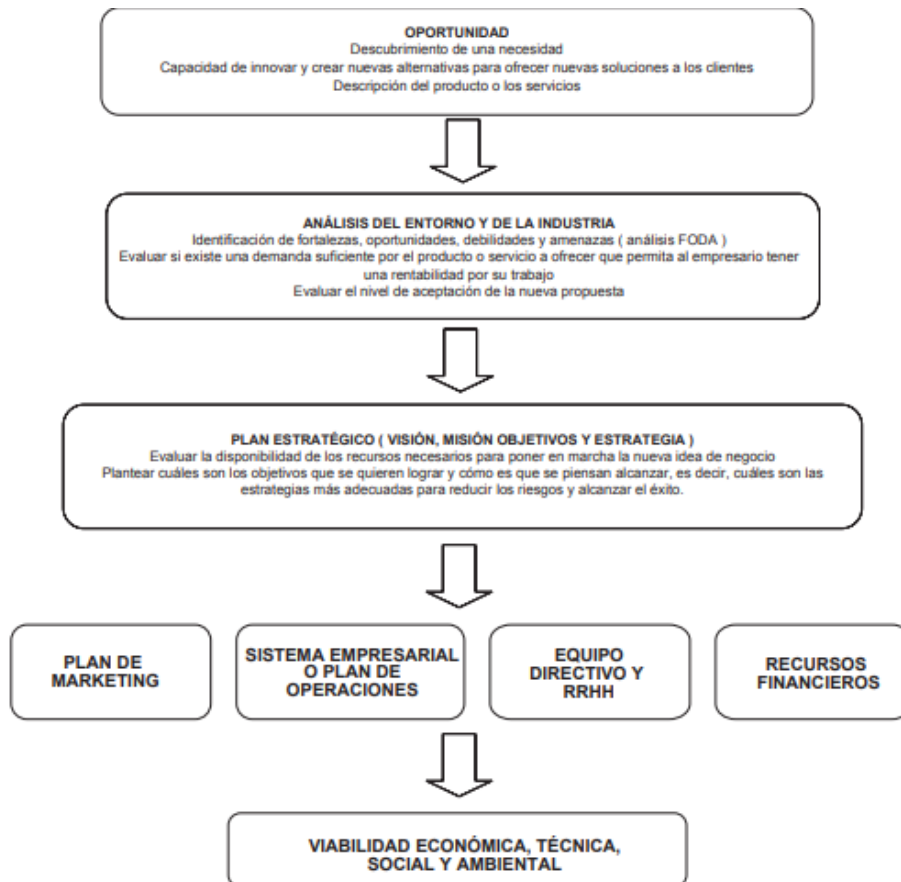 OPORTUNIDAD
Descubrimiento de una necesidad
Capacidad de innovar y crear nuevas alternativas para ofrecer nuevas soluciones a los clientes
Descripción del producto o los servicios
ANÁLISIS DEL ENTORNO Y DE LA INDUSTRIA
Identificación de fortalezas, oportunidades, debilidades y amenazas ( análisis FODA )
Evaluar si existe una demanda suficiente por el producto o servicio a ofrecer que permita al empresario tener
una rentabilidad por su trabajo
Evaluar el nivel de aceptación de la nueva propuesta
PLAN ESTRATÉGICO ( VISIÓN, MISIÓN OBJETIVOS Y ESTRATEGIA )
Evaluar la disponibilidad de los recursos necesarios para poner en marcha la nueva idea de negocio
Plantear cuáles son los objetivos que se quieren lograr y cómo es que se piensan alcanzar, es decir, cuáles son las
estrategias más adecuadas para reducir los riesgos y alcanzar el éxito.
PLAN DE
MARKETING
SISTEMA EMPRESARIAL
O PLAN DE
OPERACIONES
EQUIPO
DIRECTIVO Y
RRHH
RECURSOS
FINANCIEROS
VIABILIDAD ECONÓMICA, TÉCNICA,
SOCIAL Y AMBIENTAL